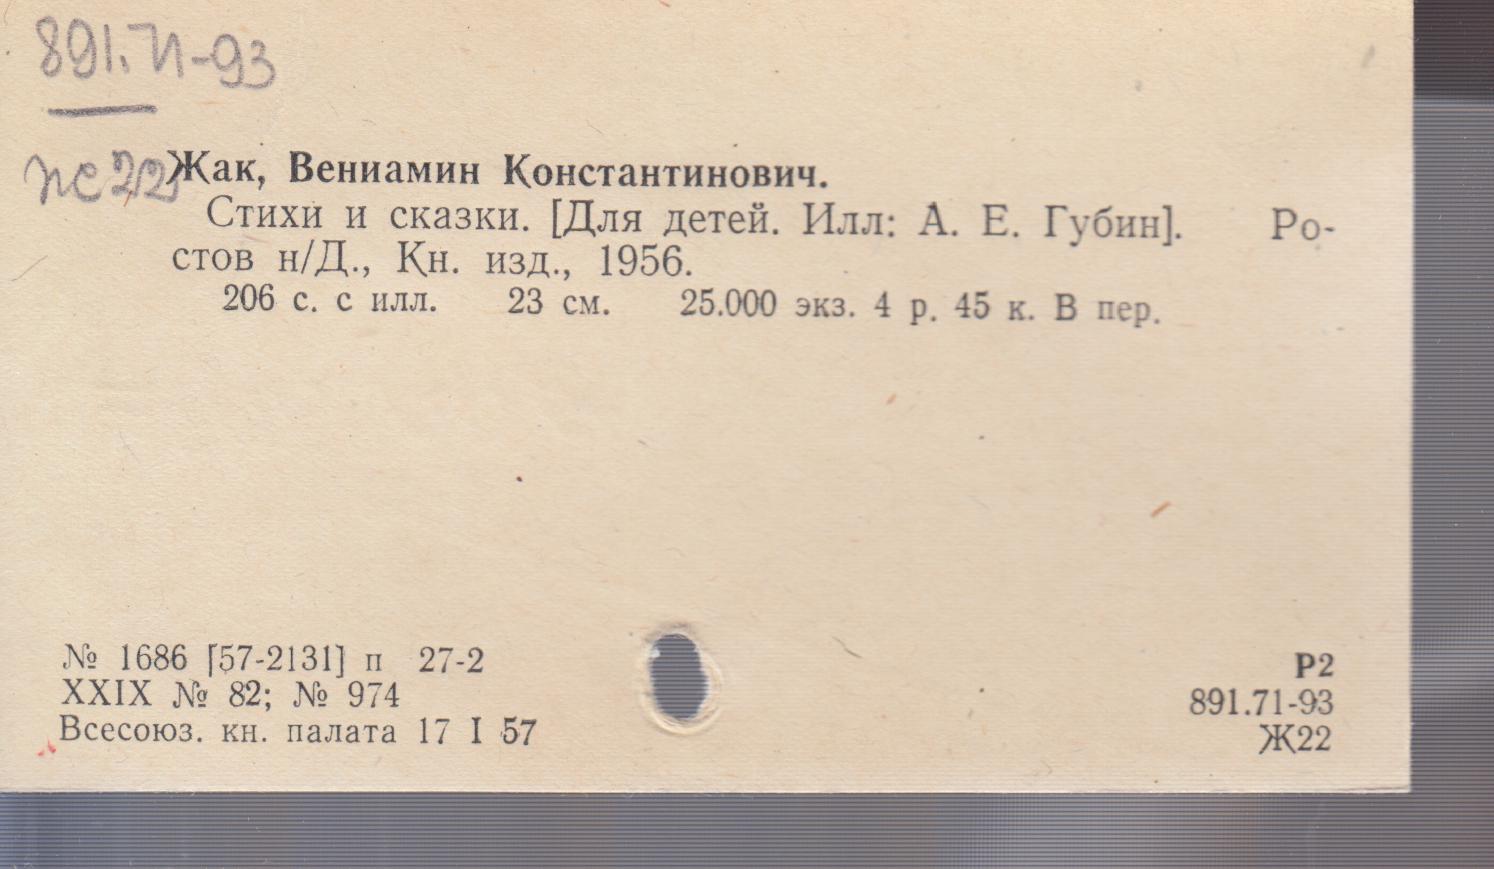 891.71-93
Ж22
Жак, Вениамин Константинович.
Стихи и сказки. [Для детей. Илл: А. Е. Губин]. Ро-
стов н/Д., Кн. изд., 1956.
206 с. с илл. 23 см. 25.000 экз. 4 р. 45 к. В пер.
№ 1686 [57-2131] п 27-2
XXIX № 82; № 974
Всесоюз. кн. палата 17 I 57
Р2
891.71-93
Ж22